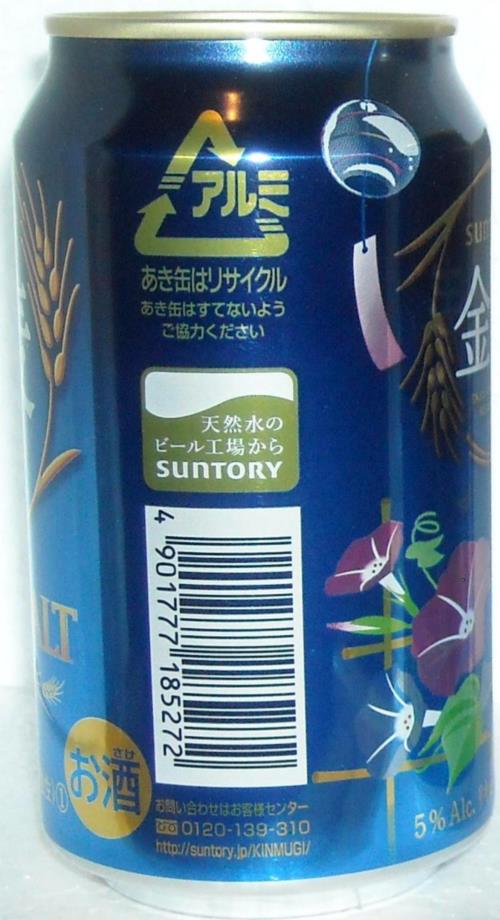 アルミ
あき缶はリサイクル
あき缶はすてないよう
ご協力ください
天然水の
ビール工場から
SUNTORY
4 901777 185272
さけ
お酒
お問い合わせはお客様センター
0120-139-310
http://suntory.jp/KINMUGI/
LT
①
SUN
金
5% Alc.